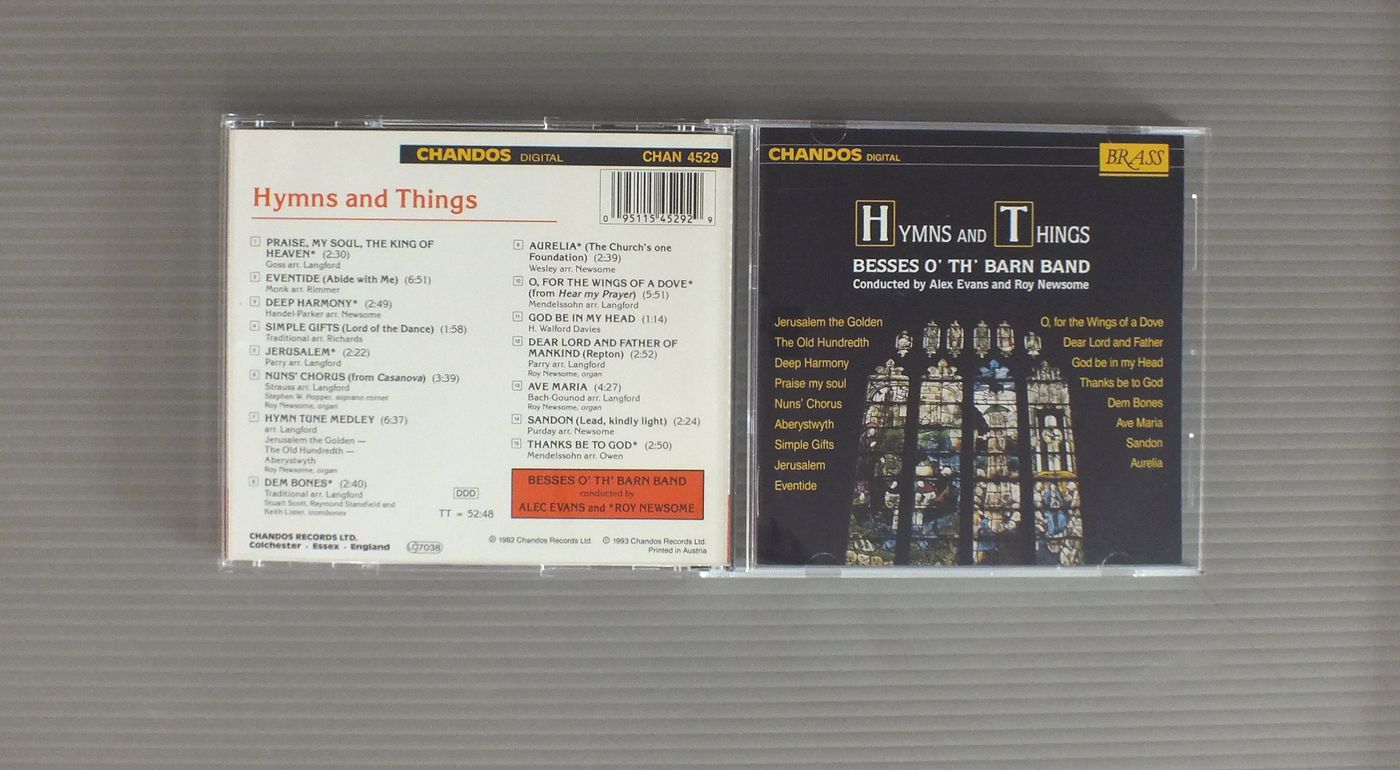 CHANDOS DIGITAL CHAN 4529
Hymns and Things
0 95115 45292 9
1 PRAISE, MY SOUL, THE KING OF
HEAVEN* (2:30)
Goss arr. Langford
2 EVENTIDE (Abide with Me) (6:51)
Monk arr. Rimmer
3 DEEP HARMONY* (2:49)
Handel-Parker arr. Newsome
4 SIMPLE GIFTS (Lord of the Dance) (1:58)
Traditional arr. Richards
5 JERUSALEM* (2:22)
Parry arr. Langford
6 NUNS' CHORUS (from Casanova) (3:39)
Strauss arr. Langford
Stephen W. Hopper, soprano cornet
Roy Newsome, organ
7 HYMN TUNE MEDLEY (6:37)
arr. Langford
Jerusalem the Golden —
The Old Hundredth —
Aberystwyth
Roy Newsome, organ
8 DEM BONES* (2:40)
Traditional arr. Langford
Stuart Scott, Raymond Stansfield and
Keith Lister, trombones
AURELIA* (The Church's one
Foundation) (2:39)
Wesley arr. Newsome
10 O, FOR THE WINGS OF A DOVE*
(from Hear my Prayer) (5:51)
Mendelssohn arr. Langford
11 GOD BE IN MY HEAD (1:14)
H. Walford Davies
12 DEAR LORD AND FATHER OF
MANKIND (Repton) (2:52)
Parry arr. Langford
Roy Newsome, organ
13 AVE MARIA (4:27)
Bach-Gounod arr. Langford
Roy Newsome, organ
14 SANDON (Lead, kindly light) (2:24)
Purday arr. Newsome
15 THANKS BE TO GOD* (2:50)
Mendelssohn arr. Owen
DDD
TT = 52:48
BESSES O' TH' BARN BAND
conducted by
ALEC EVANS and *ROY NEWSOME
CHANDOS RECORDS LTD.
Colchester . Essex . England
LC7038
℗ 1982 Chandos Records Ltd. © 1993 Chandos Records Ltd.
Printed in Austria
CHANDOS DIGITAL
BRASS
HYMNS AND THINGS
BESSES O' TH' BARN BAND
Conducted by Alex Evans and Roy Newsome
Jerusalem the Golden
The Old Hundredth
Deep Harmony
Praise my soul
Nuns' Chorus
Aberystwyth
Simple Gifts
Jerusalem
Eventide
O, for the Wings of a Dove
Dear Lord and Father
God be in my Head
Thanks be to God
Dem Bones
Ave Maria
Sandon
Aurelia